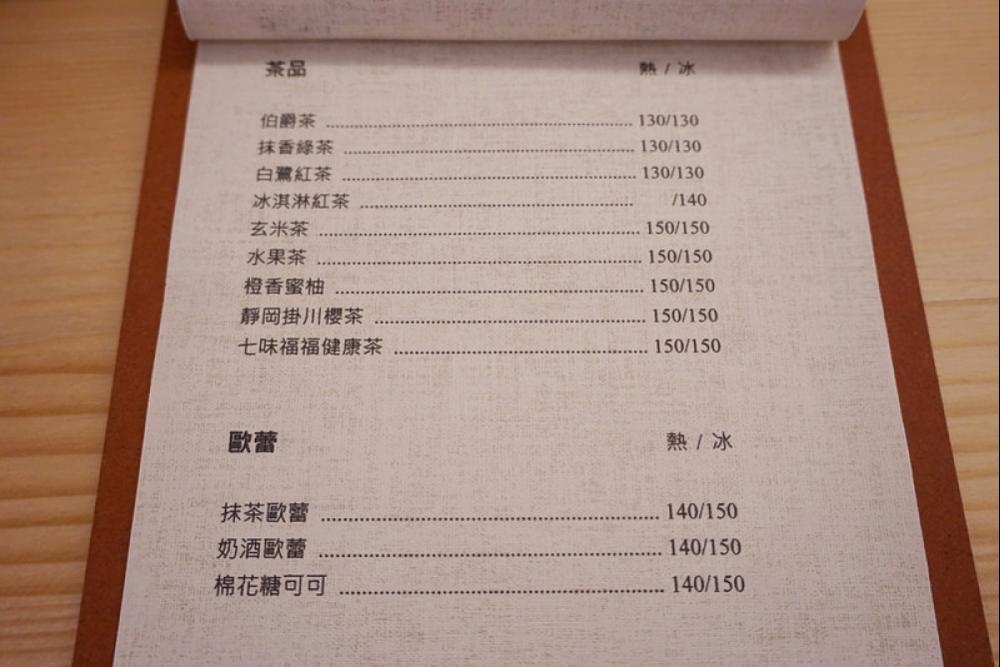 茶品 熱 / 冰
伯爵茶 130/130
抹香綠茶 130/130
白鷺紅茶 130/130
冰淇淋紅茶 /140
玄米茶 150/150
水果茶 150/150
橙香蜜柚 150/150
靜岡掛川櫻茶 150/150
七味福福健康茶 150/150
歐蕾 熱 / 冰
抹茶歐蕾 140/150
奶酒歐蕾 140/150
棉花糖可可 140/150